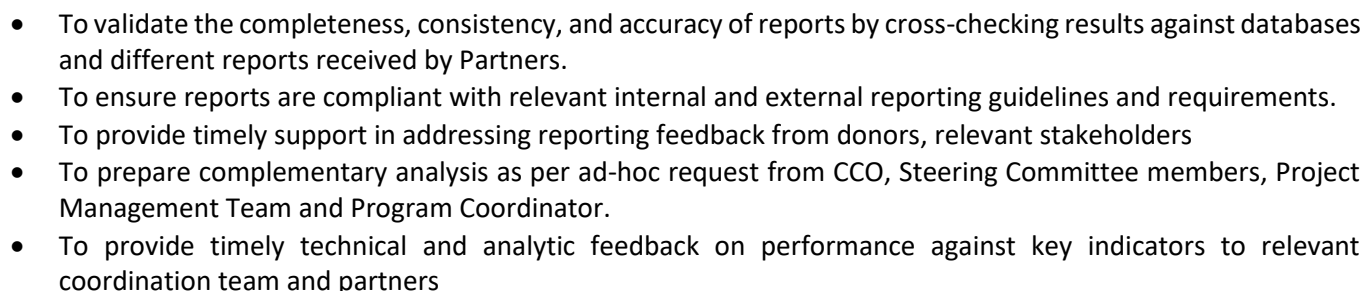 • To validate the completeness, consistency, and accuracy of reports by cross-checking results against databases
and different reports received by Partners.
• To ensure reports are compliant with relevant internal and external reporting guidelines and requirements.
• To provide timely support in addressing reporting feedback from donors, relevant stakeholders
• To prepare complementary analysis as per ad-hoc request from CCO, Steering Committee members, Project
Management Team and Program Coordinator.
• To provide timely technical and analytic feedback on performance against key indicators to relevant
coordination team and partners